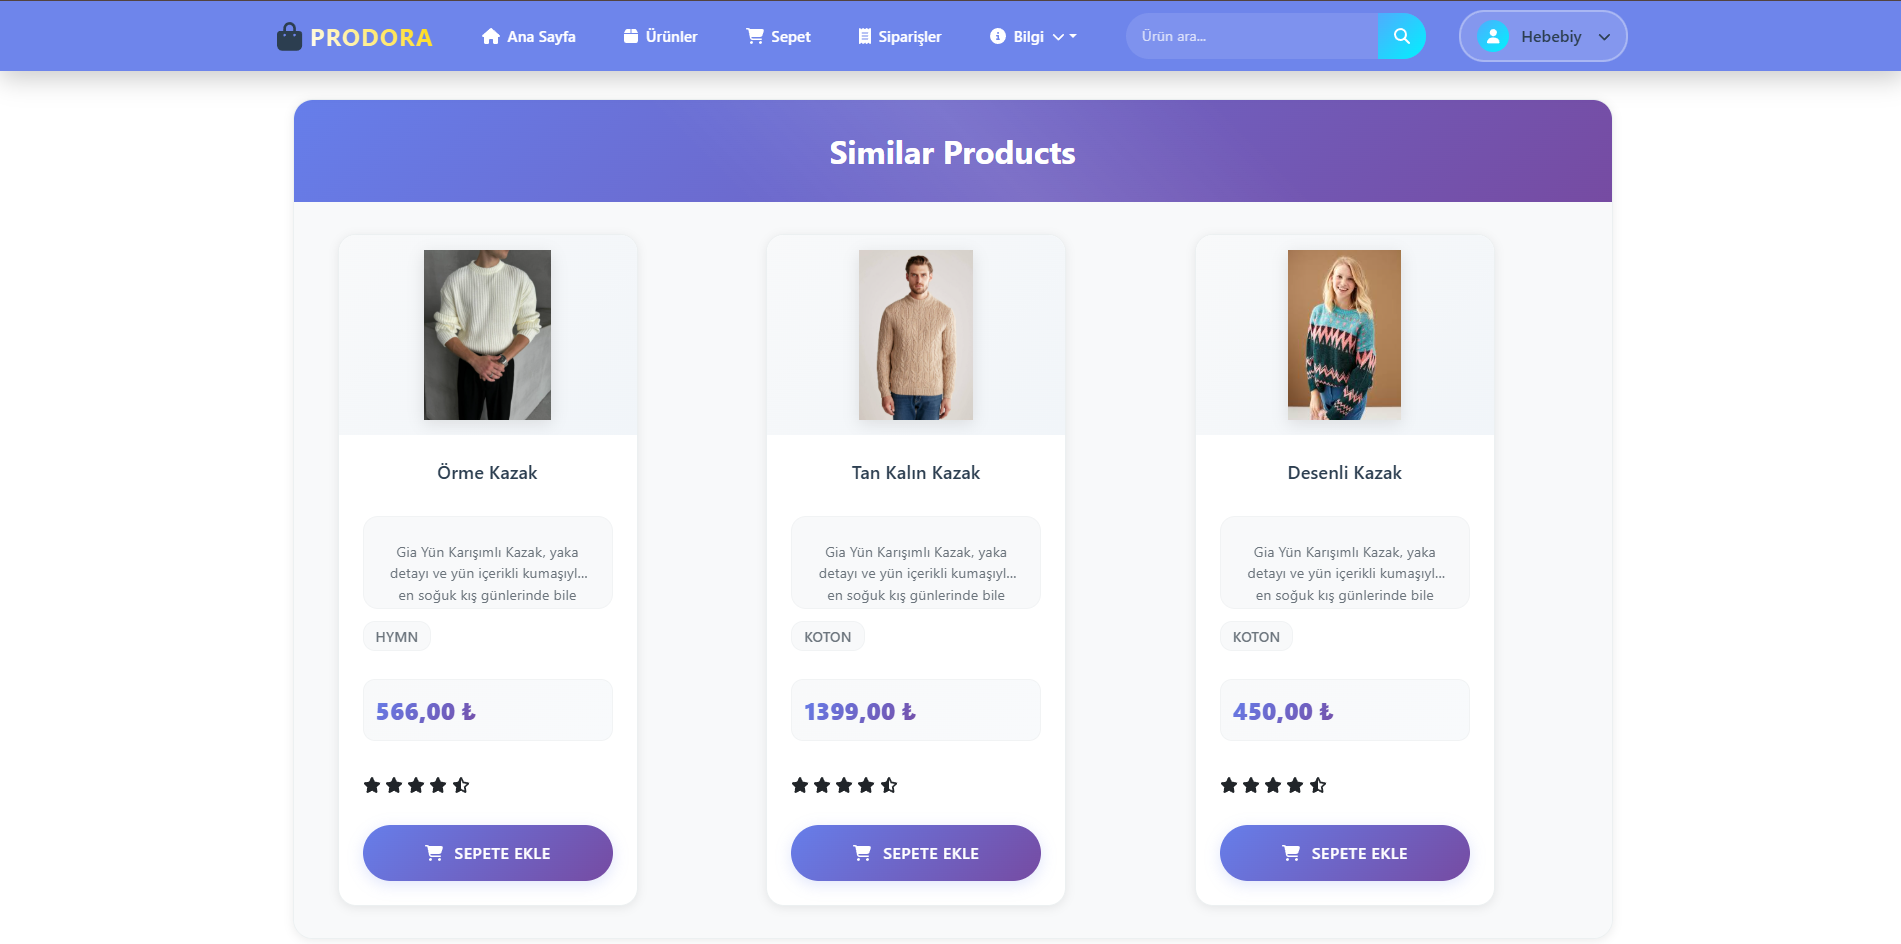 PRODORA
Ana Sayfa
Ürünler
Sepet
Siparişler
Bilgi
Ürün ara...
Hebebiy
Similar Products
Örme Kazak
Gia Yün Karışımlı Kazak, yaka
detayı ve yün içerikli kumaşıyl...
en soğuk kış günlerinde bile
HYMN
566,00 ₺
SEPETE EKLE
Tan Kalın Kazak
Gia Yün Karışımlı Kazak, yaka
detayı ve yün içerikli kumaşıyl...
en soğuk kış günlerinde bile
KOTON
1399,00 ₺
SEPETE EKLE
Desenli Kazak
Gia Yün Karışımlı Kazak, yaka
detayı ve yün içerikli kumaşıyl...
en soğuk kış günlerinde bile
KOTON
450,00 ₺
SEPETE EKLE